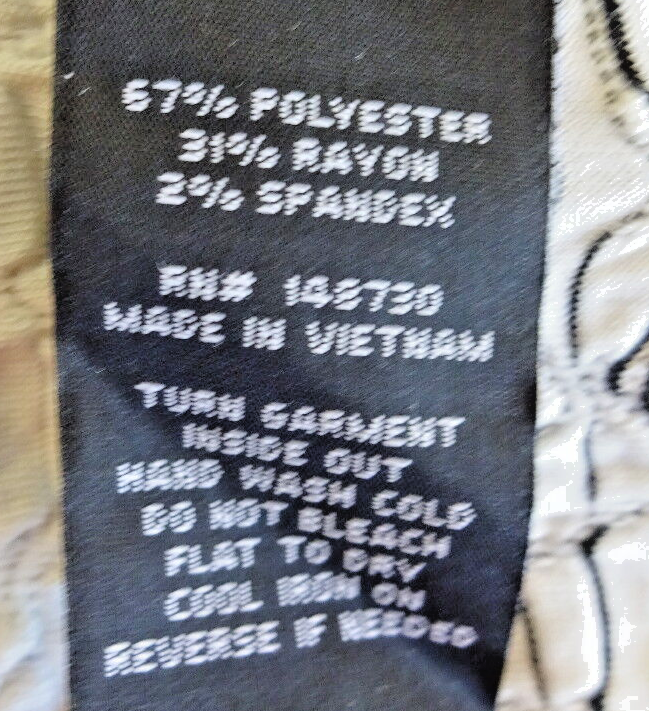 67% POLYESTER
31% RAYON
2% SPANDEX
RN# 148730
MADE IN VIETNAM
TURN GARMENT
INSIDE OUT
HAND WASH COLD
DO NOT BLEACH
FLAT TO DRY
COOL IRON ON
REVERSE IF NEEDED